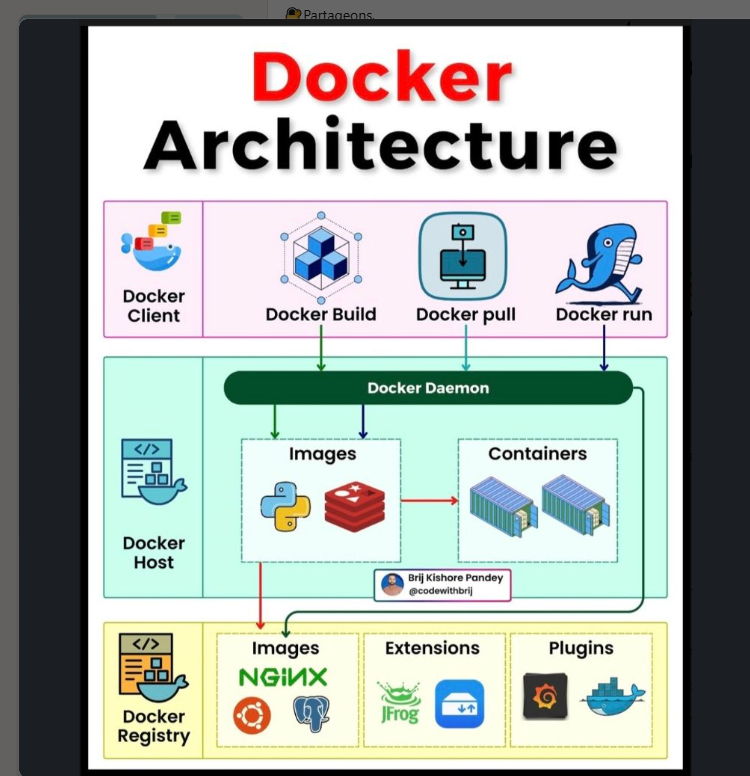 Partageons.
Docker
Architecture
Docker
Client
Docker Build
Docker pull
Docker run
Docker Daemon
</>
Docker
Host
Images
Containers
Brij Kishore Pandey
@codewithbrij
</>
Docker
Registry
Images
NGiNX
Extensions
JFrog
Plugins